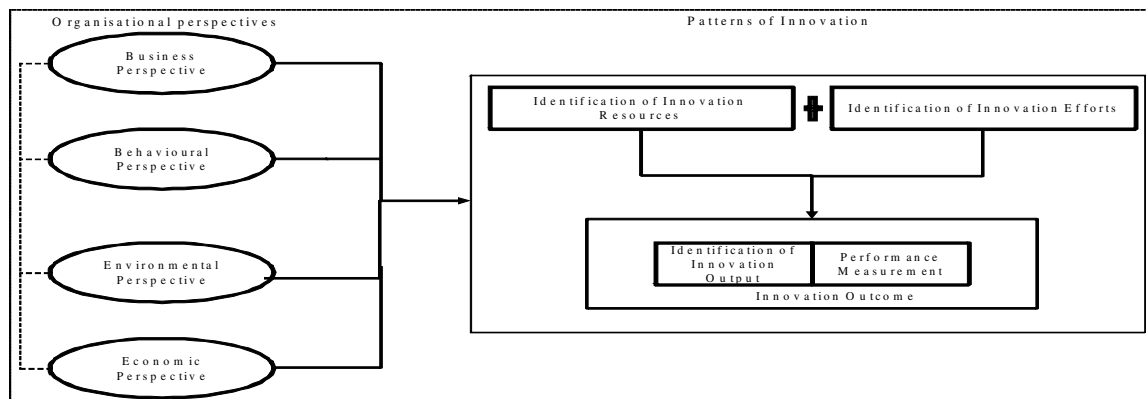 Organisational perspectives
Patterns of Innovation
Business
Perspective
Behavioural
Perspective
Environmental
Perspective
Economic
Perspective
Identification of Innovation
Resources
Identification of Innovation Efforts
Identification of
Innovation
Output
Performance
Measurement
Innovation Outcome